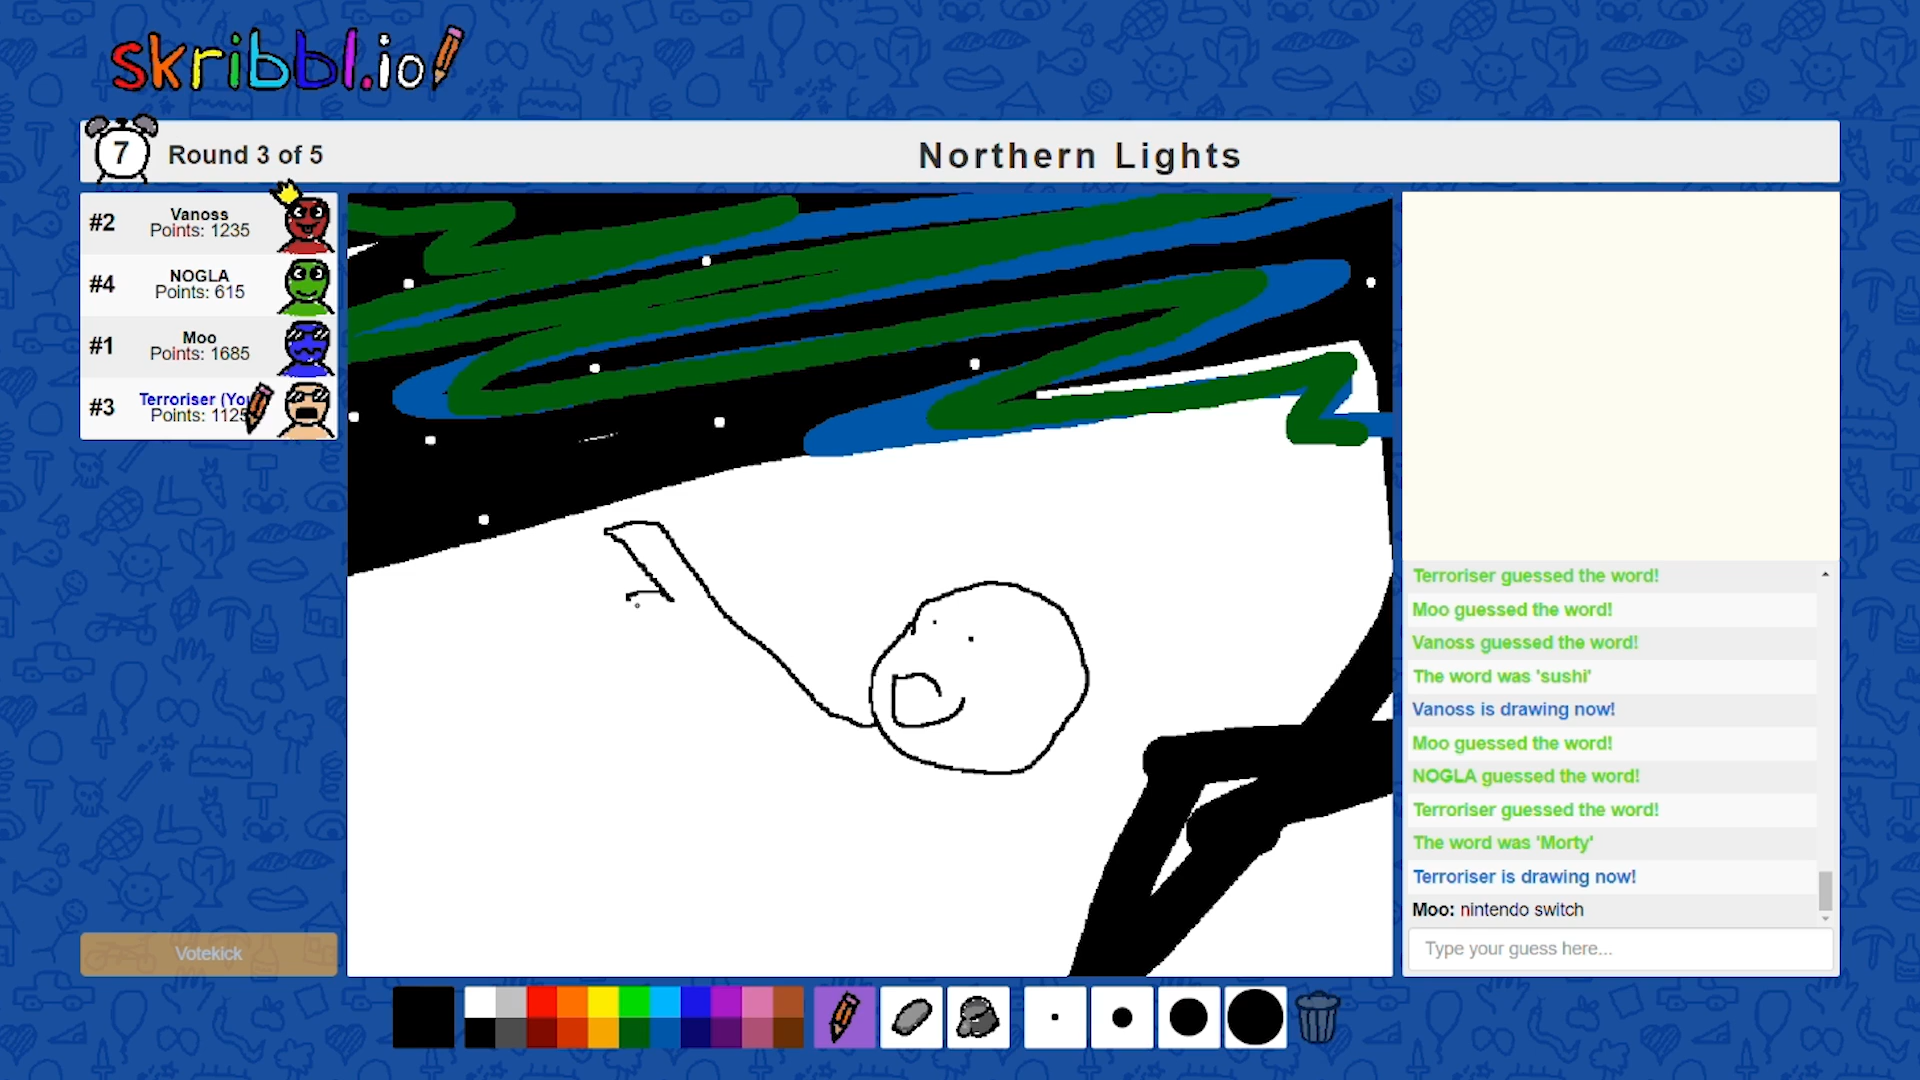 skribbl.io
7
Round 3 of 5
Northern Lights
#2
Vanoss
Points: 1235
#4
NOGLA
Points: 615
#1
Moo
Points: 1685
#3
Terroriser (You
Points: 1125
Votekick
Terroriser guessed the word!
Moo guessed the word!
Vanoss guessed the word!
The word was 'sushi'
Vanoss is drawing now!
Moo guessed the word!
NOGLA guessed the word!
Terroriser guessed the word!
The word was 'Morty'
Terroriser is drawing now!
Moo: nintendo switch
Type your guess here...